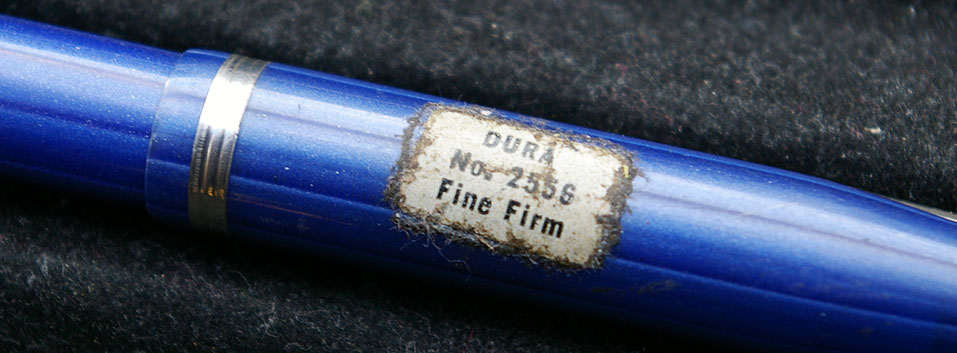 DURA
No. 2556
Fine Firm